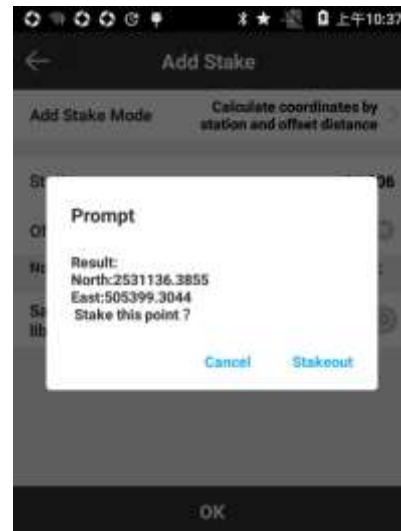 上午10:37
Add Stake
Add Stake Mode
Calculate coordinates by
station and offset distance
Prompt
Result:
North:2531136.3855
East:505399.3044
Stake this point ?
Cancel
Stakeout
OK